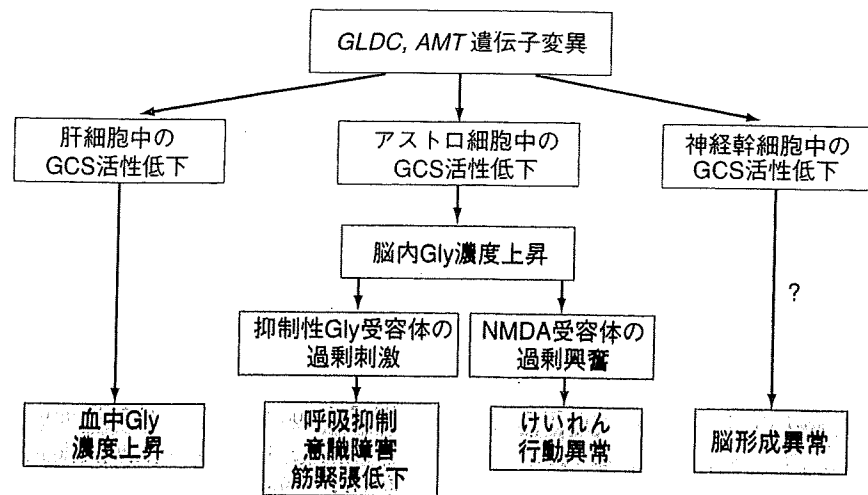 GLDC, AMT 遺伝子変異
肝細胞中の
GCS活性低下
アストロ細胞中の
GCS活性低下
神経幹細胞中の
GCS活性低下
脳内Gly濃度上昇
?
抑制性Gly受容体の
過剰刺激
NMDA受容体の
過剰興奮
血中Gly
濃度上昇
呼吸抑制
意識障害
筋緊張低下
けいれん
行動異常
脳形成異常